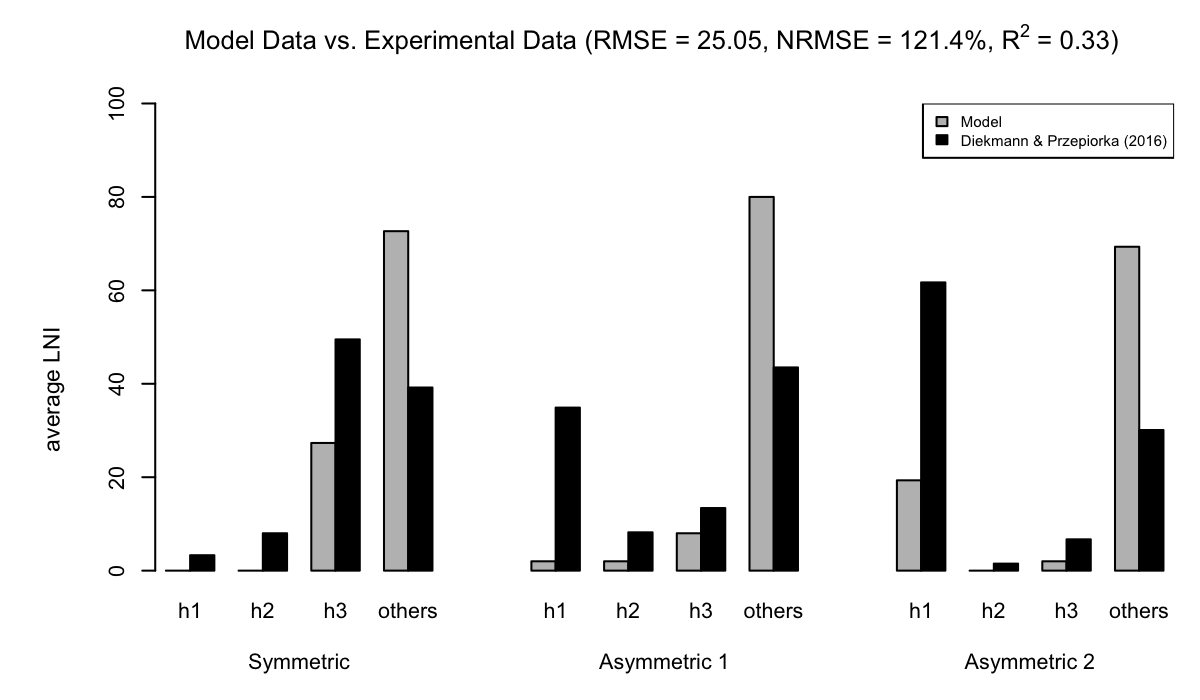 Model Data vs. Experimental Data (RMSE = 25.05, NRMSE = 121.4%, R² = 0.33)
Model
Diekmann & Przepiorka (2016)
average LNI
100
80
60
40
20
0
h1 h2 h3 others h1 h2 h3 others h1 h2 h3 others
Symmetric Asymmetric 1 Asymmetric 2